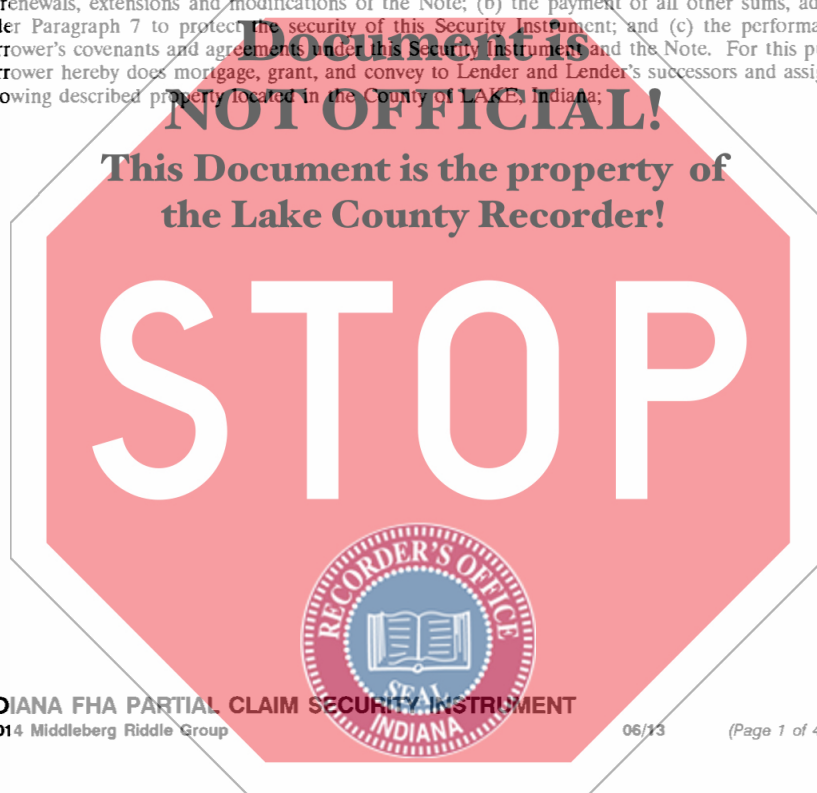 renewals, extensions and modifications of the Note; (b) the payment of all other sums, ad
Paragraph 7 to protect the security of this Security Instrument; and (c) the performa
rrower's covenants and agreements under this Security Instrument and the Note. For this p
rrower hereby does mortgage, grant, and convey to Lender and Lender's successors and assig
owing described property located in the County of LAKE, Indiana;
Document is
NOT OFFICIAL!
This Document is the property of
the Lake County Recorder!
STOP
RECORDER'S OFFICE
SEAL
INDIANA
DIANA FHA PARTIAL CLAIM SECURITY INSTRUMENT
014 Middleberg Riddle Group 06/13 (Page 1 of 4